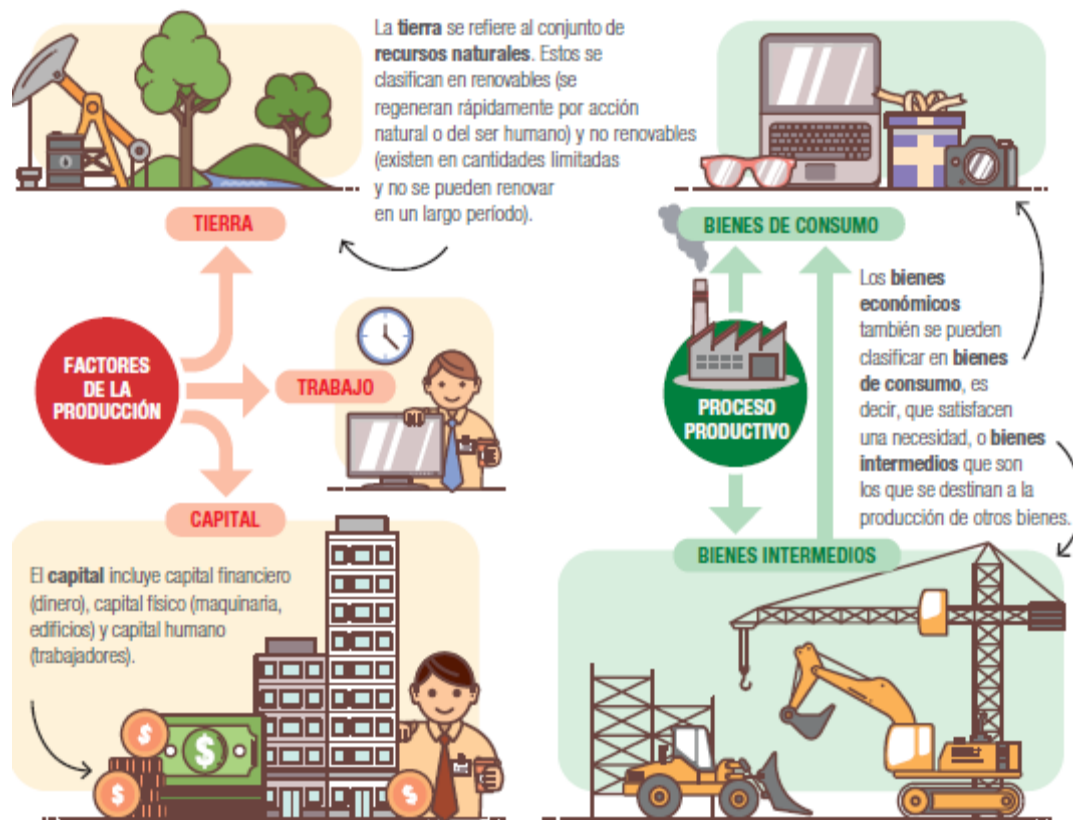 La tierra se refiere al conjunto de
recursos naturales. Estos se
clasifican en renovables (se
regeneran rápidamente por acción
natural o del ser humano) y no renovables
(existen en cantidades limitadas
y no se pueden renovar
en un largo período).
TIERRA
FACTORES
DE LA
PRODUCCIÓN
TRABAJO
CAPITAL
El capital incluye capital financiero
(dinero), capital físico (maquinaria,
edificios) y capital humano
(trabajadores).
$
$
$
$
BIENES DE CONSUMO
PROCESO
PRODUCTIVO
Los bienes
económicos
también se pueden
clasificar en bienes
de consumo, es
decir, que satisfacen
una necesidad, o bienes
intermedios que son
los que se destinan a la
producción de otros bienes.
BIENES INTERMEDIOS